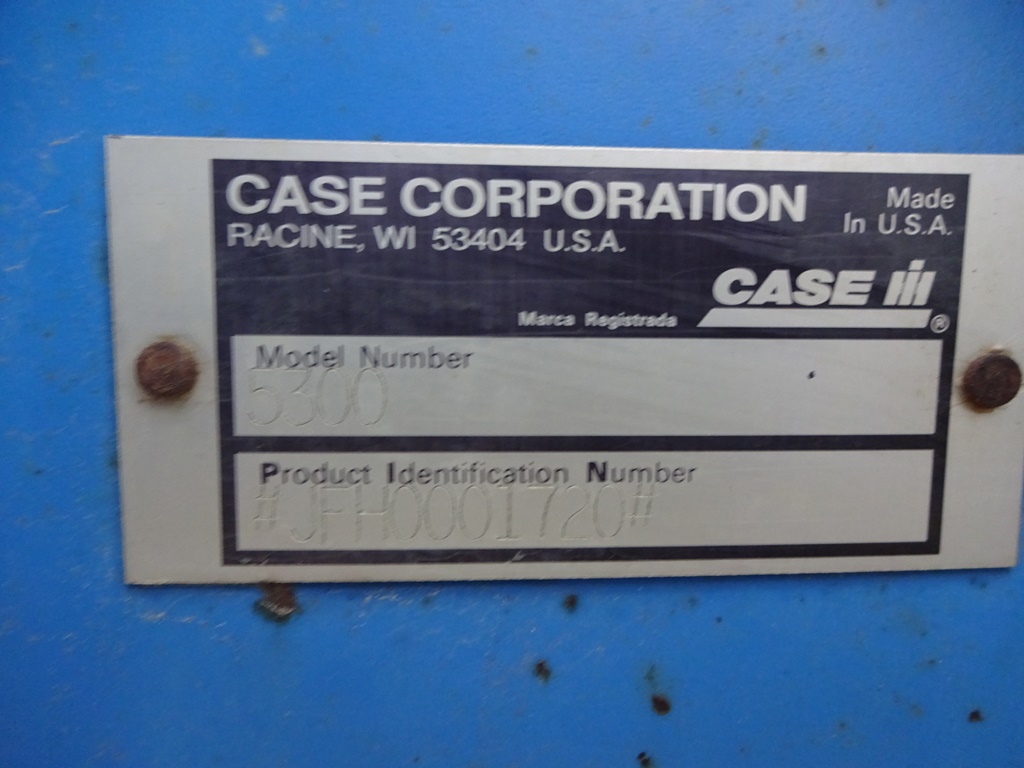 CASE CORPORATION
RACINE, WI 53404 U.S.A.
Made
In U.S.A.
CASE IH
Marca Registrada
®
Model Number
5300
Product Identification Number
#JFH0001720#